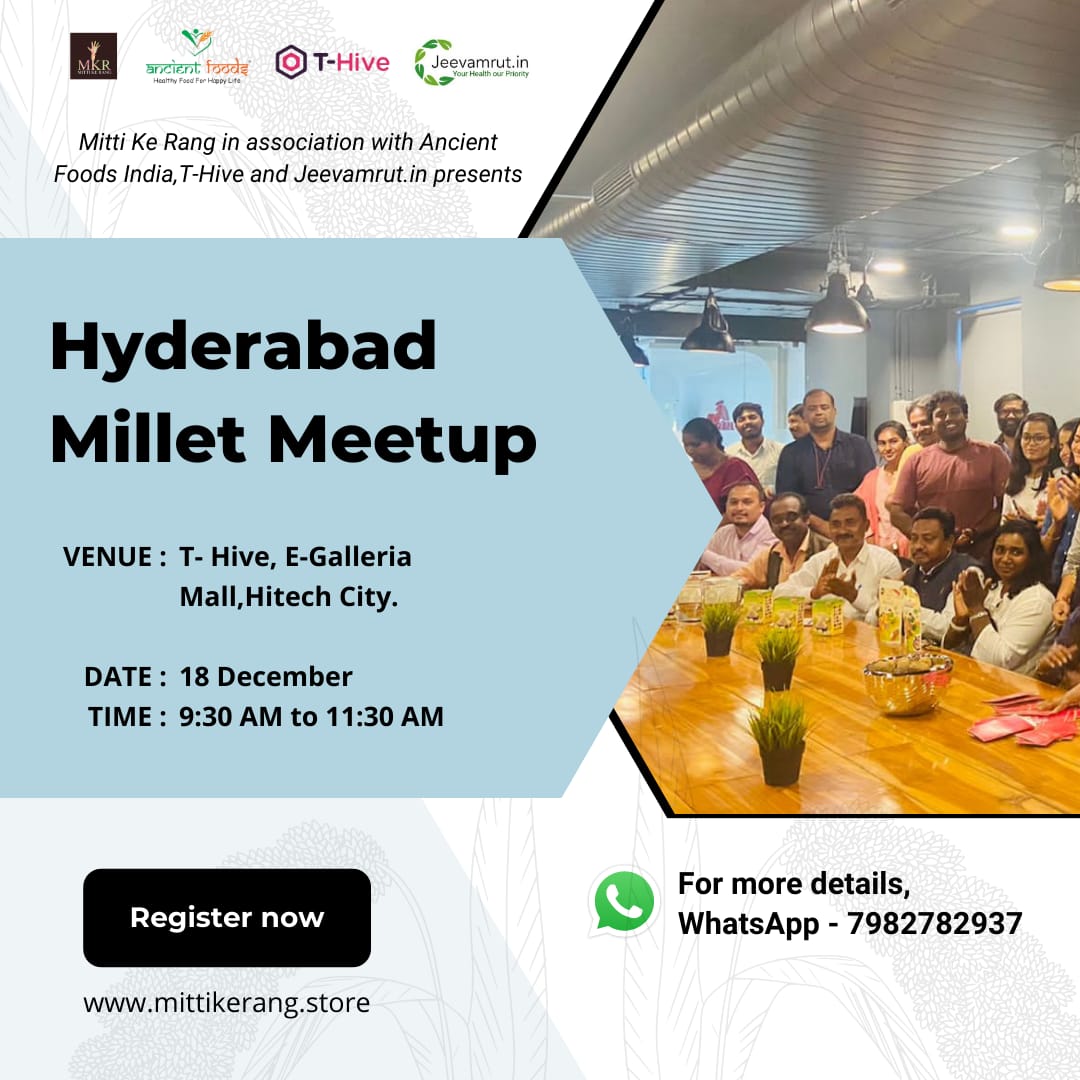 MKR
MITTI KE RANG
ancient foods
Healthy Food For Happy Life
T-Hive
Jeevamrut.in
Your Health our Priority
Mitti Ke Rang in association with Ancient
Foods India,T-Hive and Jeevamrut.in presents
Hyderabad
Millet Meetup
VENUE : T- Hive, E-Galleria
Mall,Hitech City.
DATE : 18 December
TIME : 9:30 AM to 11:30 AM
Register now
www.mittikerang.store
For more details,
WhatsApp - 7982782937